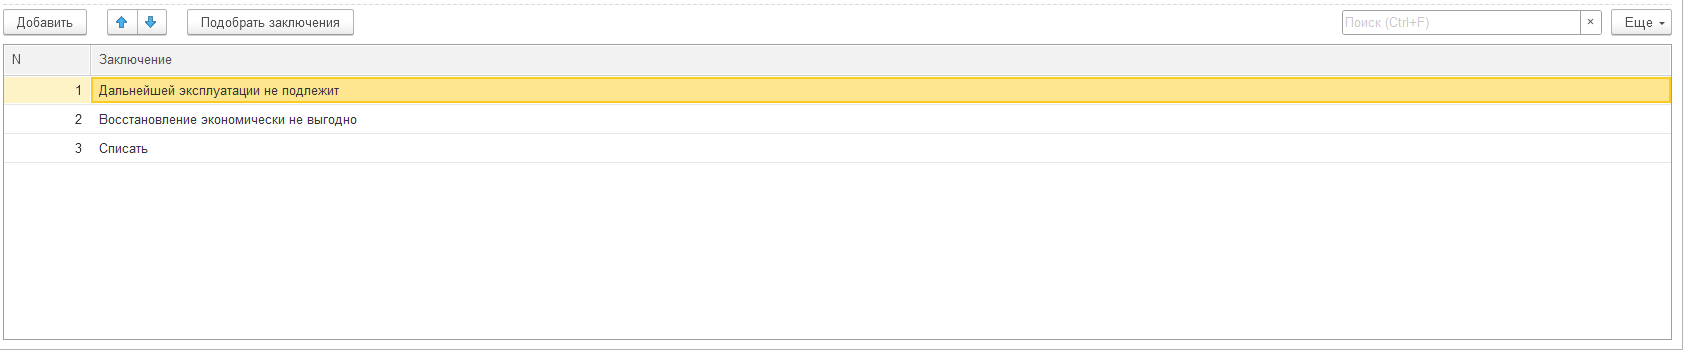 Добавить Подобрать заключения Поиск (Ctrl+F) × Еще
N Заключение
1 Дальнейшей эксплуатации не подлежит
2 Восстановление экономически не выгодно
3 Списать